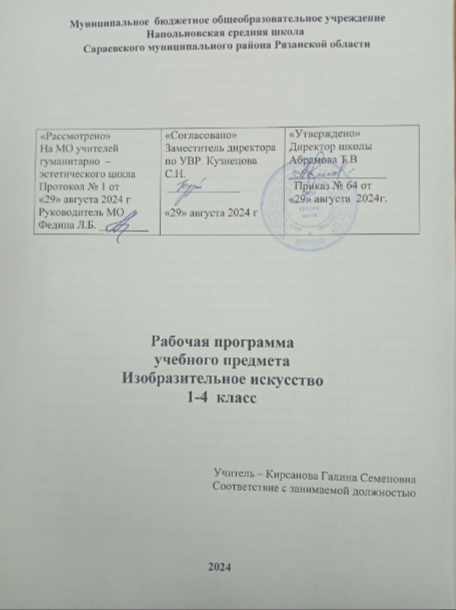 Муниципальное бюджетное общеобразовательное учреждение
Напольновская средняя школа
Сараевского муниципального района Рязанской области
«Рассмотрено»
На МО учителей
гуманитарно –
эстетического цикла
Протокол № 1 от
«29» августа 2024 г
Руководитель МО
Федина Л.Б.
«Согласовано»
Заместитель директора
по УВР Кузнецова
С.Н.
«29» августа 2024 г
«Утверждено»
Директор школы
Абрамова Т.В
Приказ № 64 от
«29» августа 2024г.
Рабочая программа
учебного предмета
Изобразительное искусство
1-4 класс
Учитель – Кирсанова Галина Семеновна
Соответствие с занимаемой должностью
2024